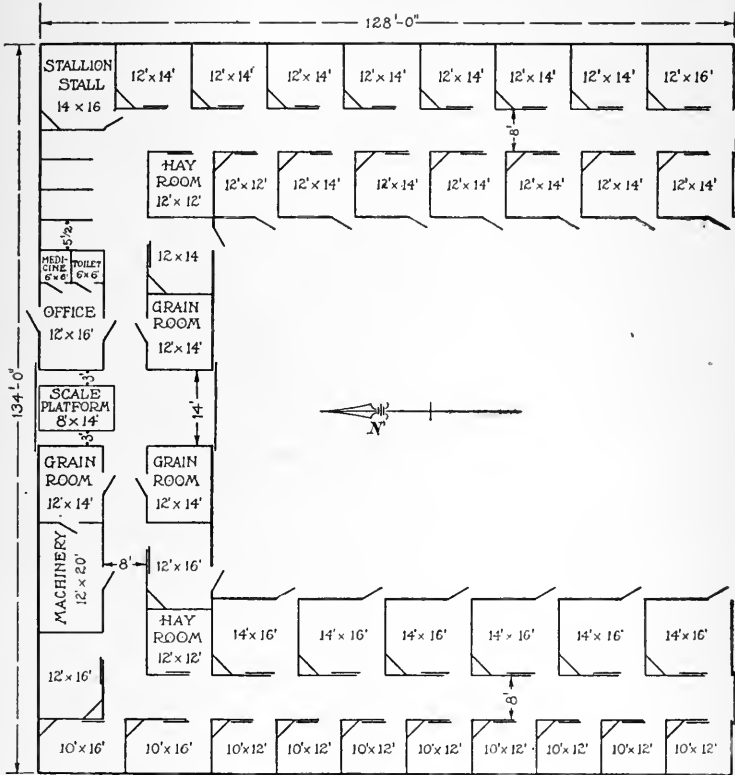 128'-0"
STALLION
STALL
14 x 16
12'x 14'
12'x 14'
12'x 14'
12'x 14'
12'x 14'
12'x 14'
12'x 16'
8'
HAY
ROOM
12'x 12'
12'x 12'
12'x 14'
12'x 14'
12'x 14'
12'x 14'
12'x 14'
12'x 14'
5 1/2
MEDI-
CINE
6'x 6'
TOILET
6'x 6'
12 x 14
OFFICE
12'x 16'
GRAIN
ROOM
12'x 14'
134'-0"
3'
SCALE
PLATFORM
8'x 14'
3'
14'
N
GRAIN
ROOM
12'x 14'
GRAIN
ROOM
12'x 14'
MACHINERY
12'x 20'
8'
12'x 16'
HAY
ROOM
12'x 12'
14'x 16'
14'x 16'
14'x 16'
14'x 16'
14'x 16'
14'x 16'
12'x 16'
8'
10'x 16'
10'x 16'
10'x 12'
10'x 12'
10'x 12'
10'x 12'
10'x 12'
10'x 12'
10'x 12'
10'x 12'